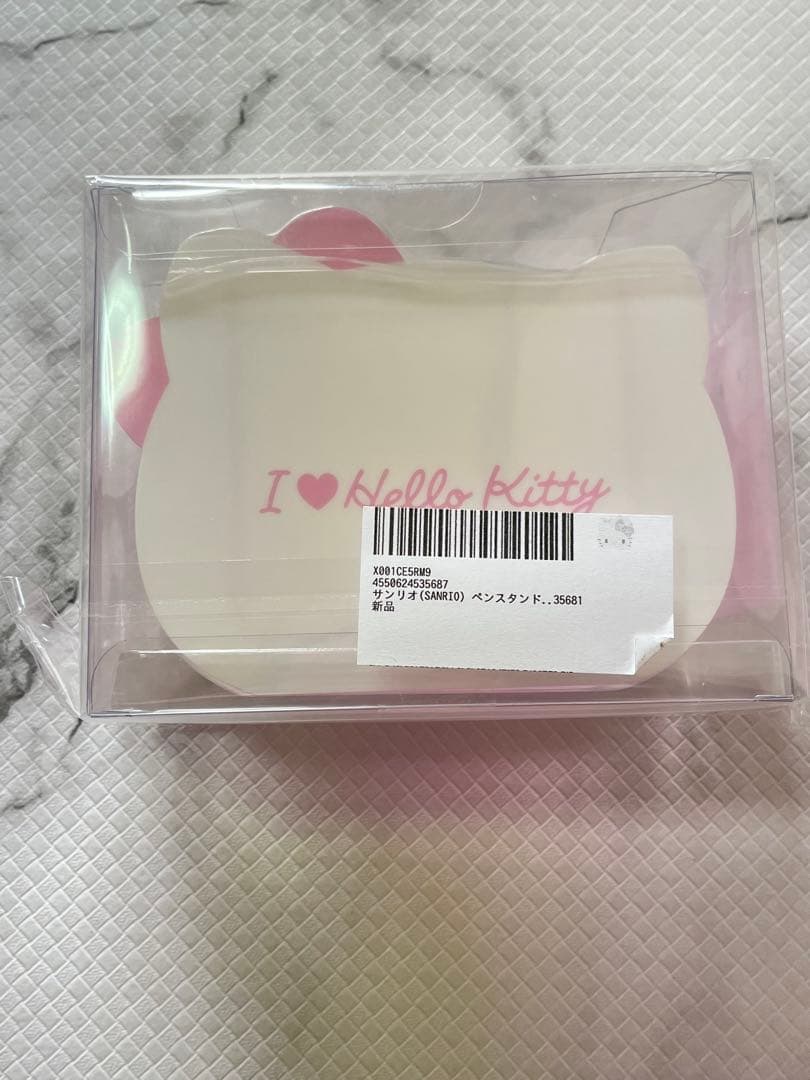 I ♥ Hello Kitty
X001CE5RM9
4550624535687
サンリオ(SANRIO) ペンスタンド..35681
新品